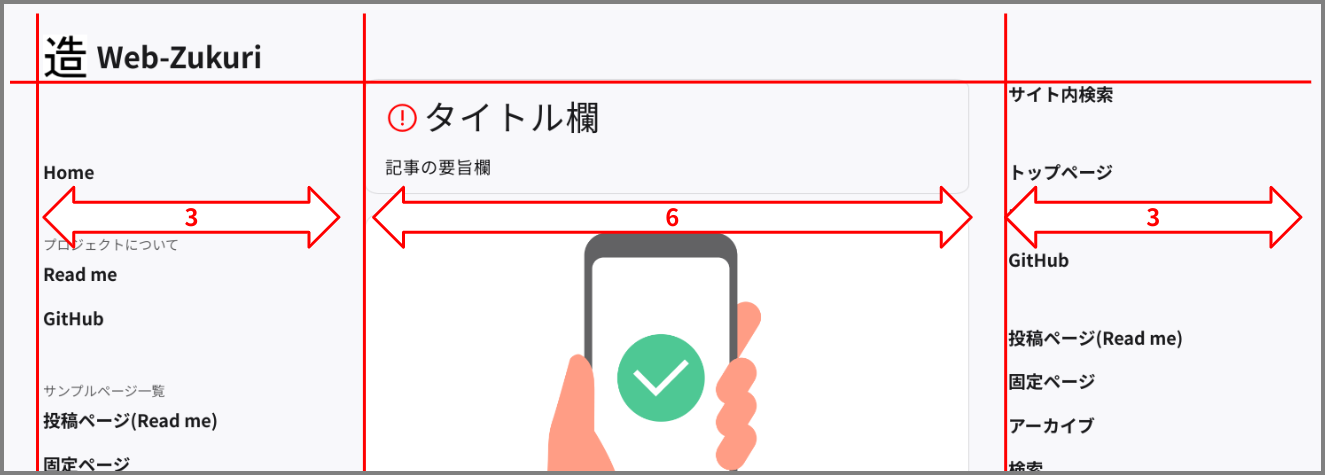 造 Web-Zukuri
Home
3
プロジェクトについて
Read me
GitHub
サンプルページ一覧
投稿ページ(Read me)
固定ページ
タイトル欄
記事の要旨欄
6
サイト内検索
トップページ
3
GitHub
投稿ページ(Read me)
固定ページ
アーカイブ
検索